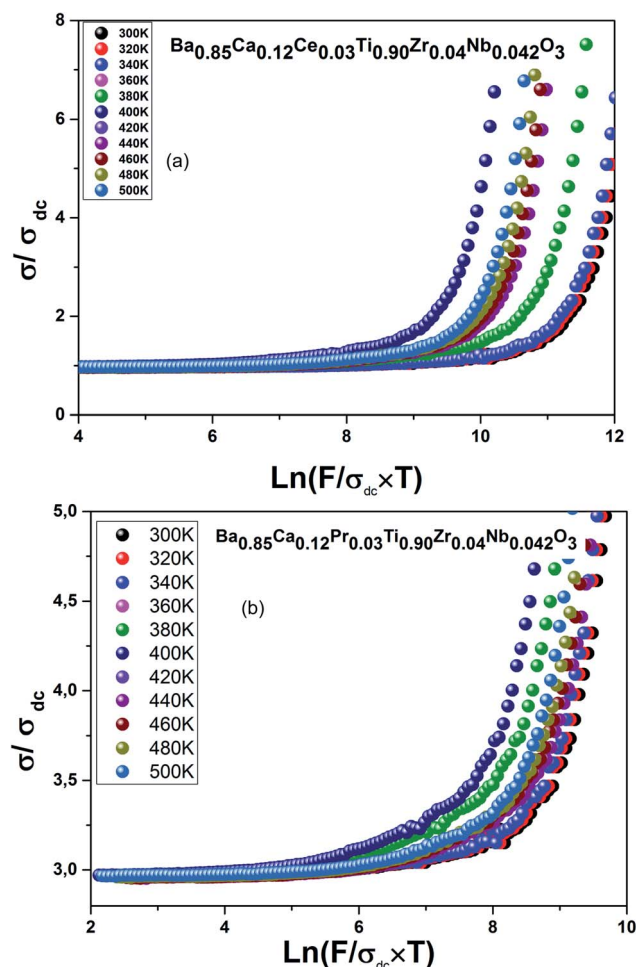 300K
320K
340K
360K
380K
400K
420K
440K
460K
480K
500K
Ba₀.₈₅Ca₀.₁₂Ce₀.₀₃Ti₀.₉₀Zr₀.₀₄Nb₀.₀₄₂O₃
(a)
8
6
4
2
0
σ/ σdc
4 6 8 10 12
Ln(F/σdc×T)
300K
320K
340K
360K
380K
400K
420K
440K
460K
480K
500K
Ba₀.₈₅Ca₀.₁₂Pr₀.₀₃Ti₀.₉₀Zr₀.₀₄Nb₀.₀₄₂O₃
(b)
5,0
4,5
4,0
3,5
3,0
σ/ σdc
2 4 6 8 10
Ln(F/σdc×T)